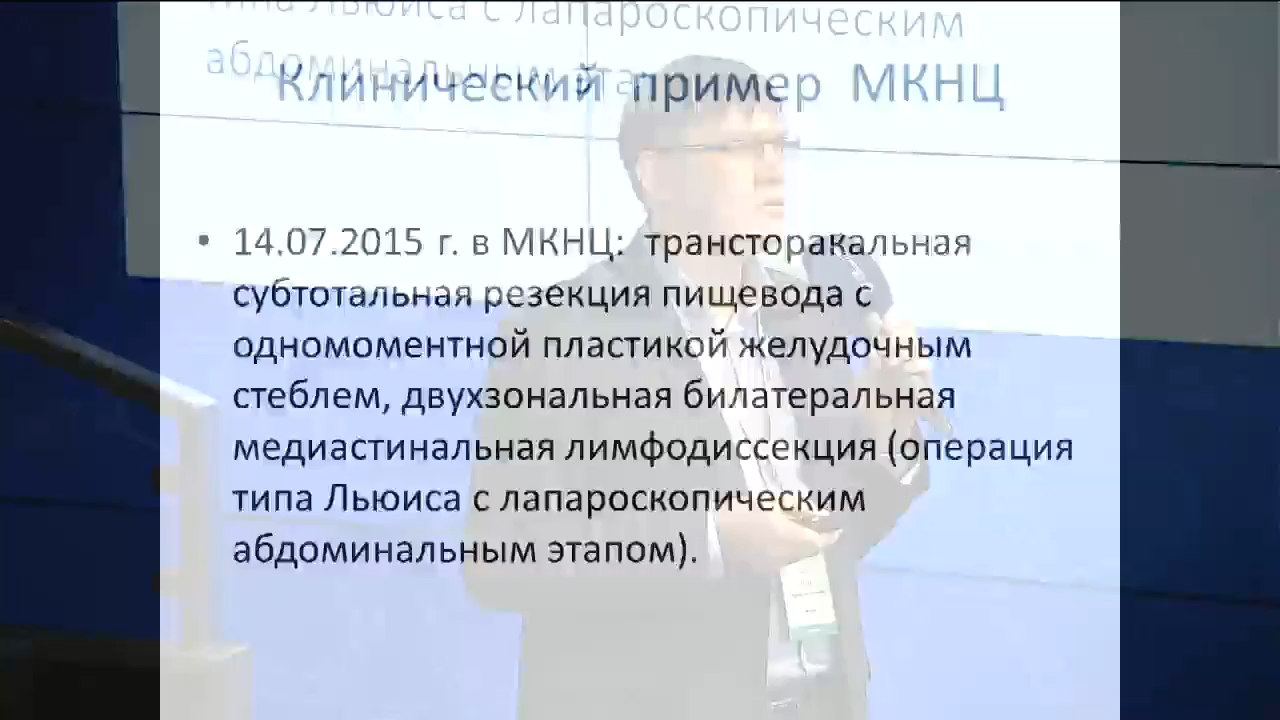 типа Льюиса с лапароскопическим
абдоминальным эта
Клинический пример МКНЦ
• 14.07.2015 г. в МКНЦ: трансторакальная
субтотальная резекция пищевода с
одномоментной пластикой желудочным
стеблем, двухзональная билатеральная
медиастинальная лимфодиссекция (операция
типа Льюиса с лапароскопическим
абдоминальным этапом).